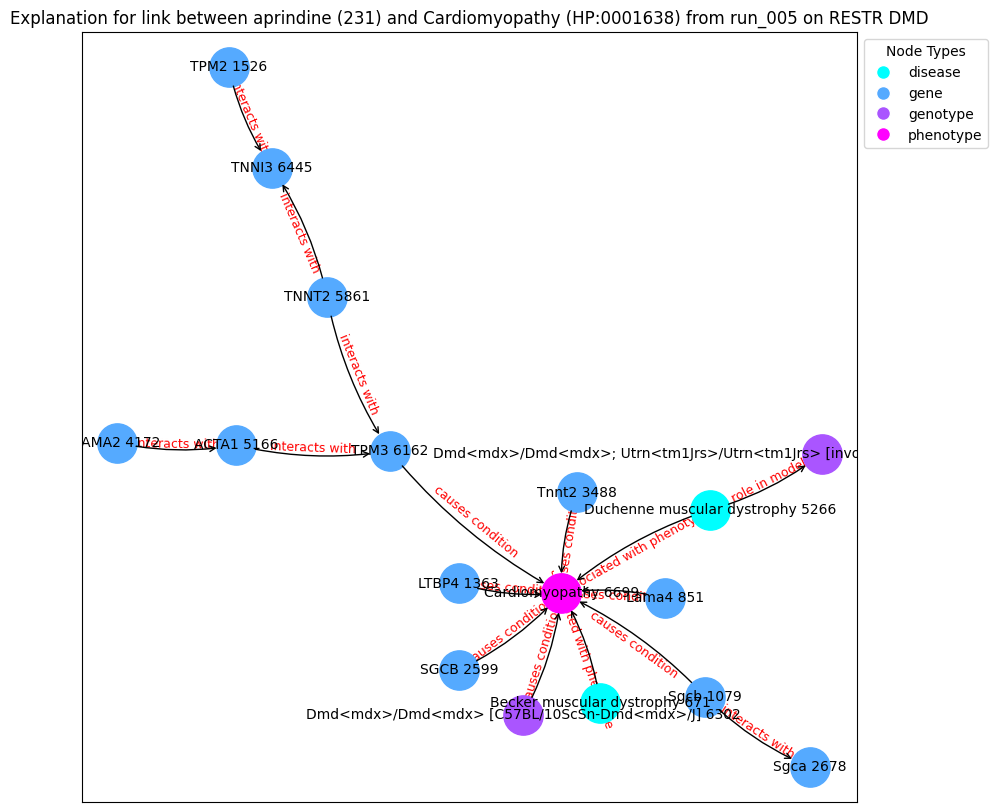 Explanation for link between aprindine (231) and Cardiomyopathy (HP:0001638) from run_005 on RESTR DMD
Node Types
disease
gene
genotype
phenotype
TPM2 1526
interacts with
TNNI3 6445
interacts with
TNNT2 5861
interacts with
AMA2 4172
interacts with
ACTA1 5166
interacts with
TPM3 6162
Dmd<mdx>/Dmd<mdx>; Utrn<tm1Jrs>/Utrn<tm1Jrs> [invo
role in model
causes condition
Tnnt2 3488
Duchenne muscular dystrophy 5266
causes condition
associated with phenotype
LTBP4 1363
causes condition
Cardiomyopathy 6699
causes condition
Lama4 851
causes condition
causes condition
SGCB 2599
causes condition
associated with phenotype
Sgcb 1079
Becker muscular dystrophy 671
Dmd<mdx>/Dmd<mdx> [C57BL/10ScSn-Dmd<mdx>/J] 6302
interacts with
Sgca 2678